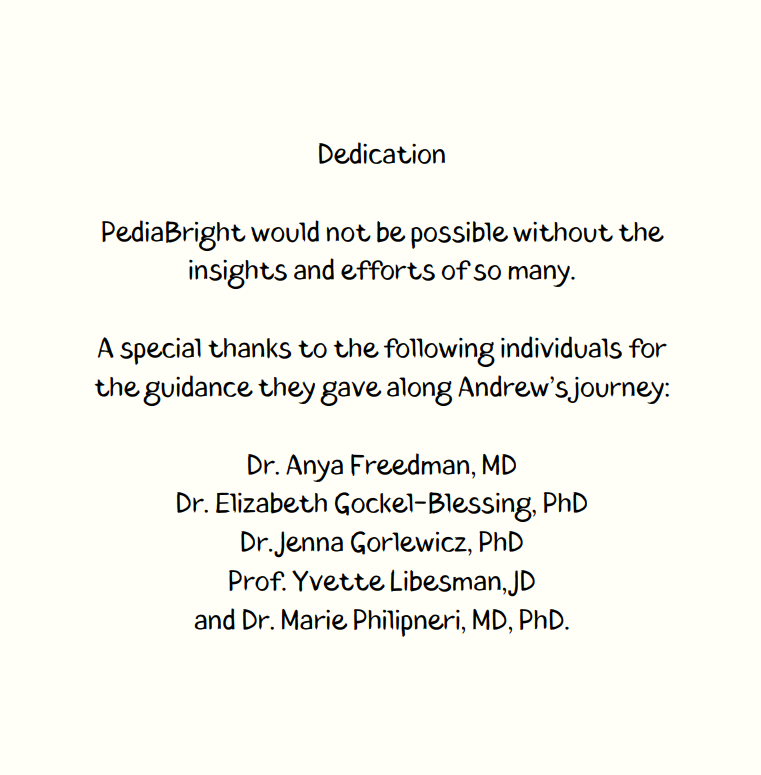 Dedication
PediaBright would not be possible without the
insights and efforts of so many.
A special thanks to the following individuals for
the guidance they gave along Andrew's journey:
Dr. Anya Freedman, MD
Dr. Elizabeth Gockel-Blessing, PhD
Dr. Jenna Gorlewicz, PhD
Prof. Yvette Libesman, JD
and Dr. Marie Philipneri, MD, PhD.